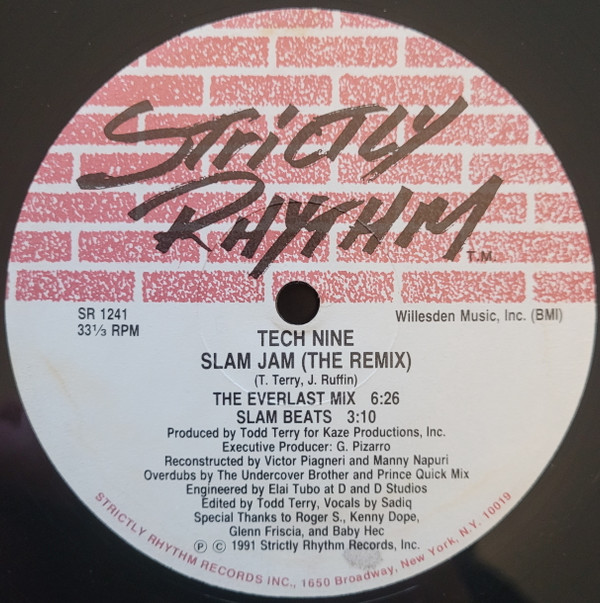 STRICTLY
RHYTHM
T.M.
SR 1241
33⅓ RPM
Willesden Music, Inc. (BMI)
TECH NINE
SLAM JAM (THE REMIX)
(T. Terry, J. Ruffin)
THE EVERLAST MIX 6:26
SLAM BEATS 3:10
Produced by Todd Terry for Kaze Productions, Inc.
Executive Producer: G. Pizarro
Reconstructed by Victor Piagneri and Manny Napuri
Overdubs by The Undercover Brother and Prince Quick Mix
Engineered by Elai Tubo at D and D Studios
Edited by Todd Terry, Vocals by Sadiq
Special Thanks to Roger S., Kenny Dope,
Glenn Friscia, and Baby Hec
Ⓟ © 1991 Strictly Rhythm Records, Inc.
STRICTLY RHYTHM RECORDS INC., 1650 Broadway, New York, N.Y. 10019